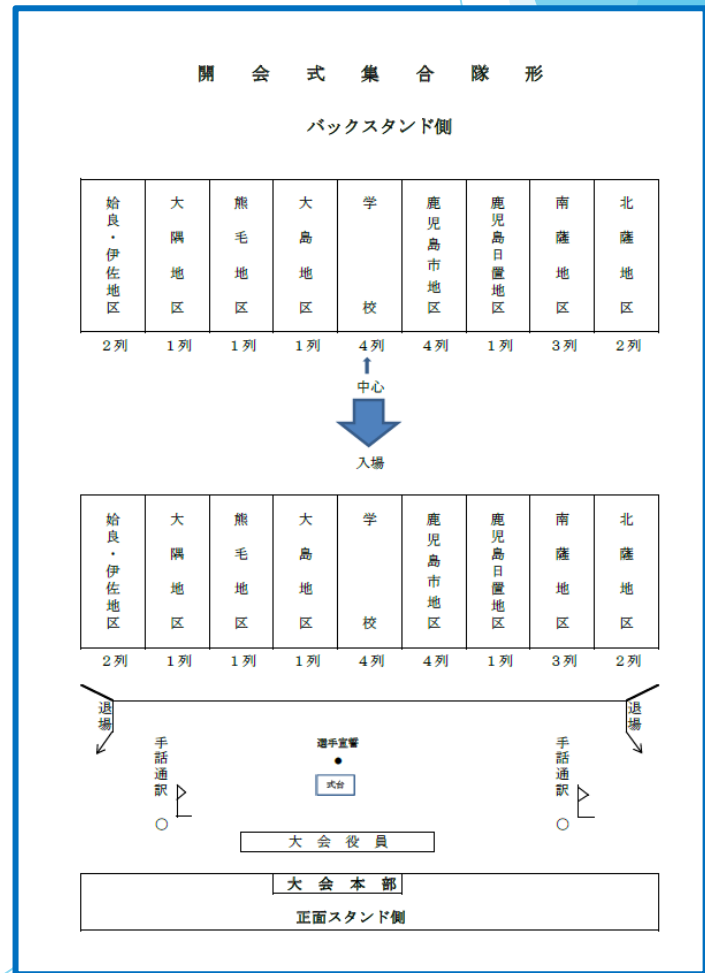 開会式集合隊形
バックスタンド側
姶良・伊佐地区
大隅地区
熊毛地区
大島地区
学校
鹿児島市地区
鹿児島日置地区
南薩地区
北薩地区
2列 1列 1列 1列 4列 4列 1列 3列 2列
中心
入場
姶良・伊佐地区
大隅地区
熊毛地区
大島地区
学校
鹿児島市地区
鹿児島日置地区
南薩地区
北薩地区
2列 1列 1列 1列 4列 4列 1列 3列 2列
退場
退場
手話通訳
選手宣誓
手話通訳
式台
大会役員
大会本部
正面スタンド側